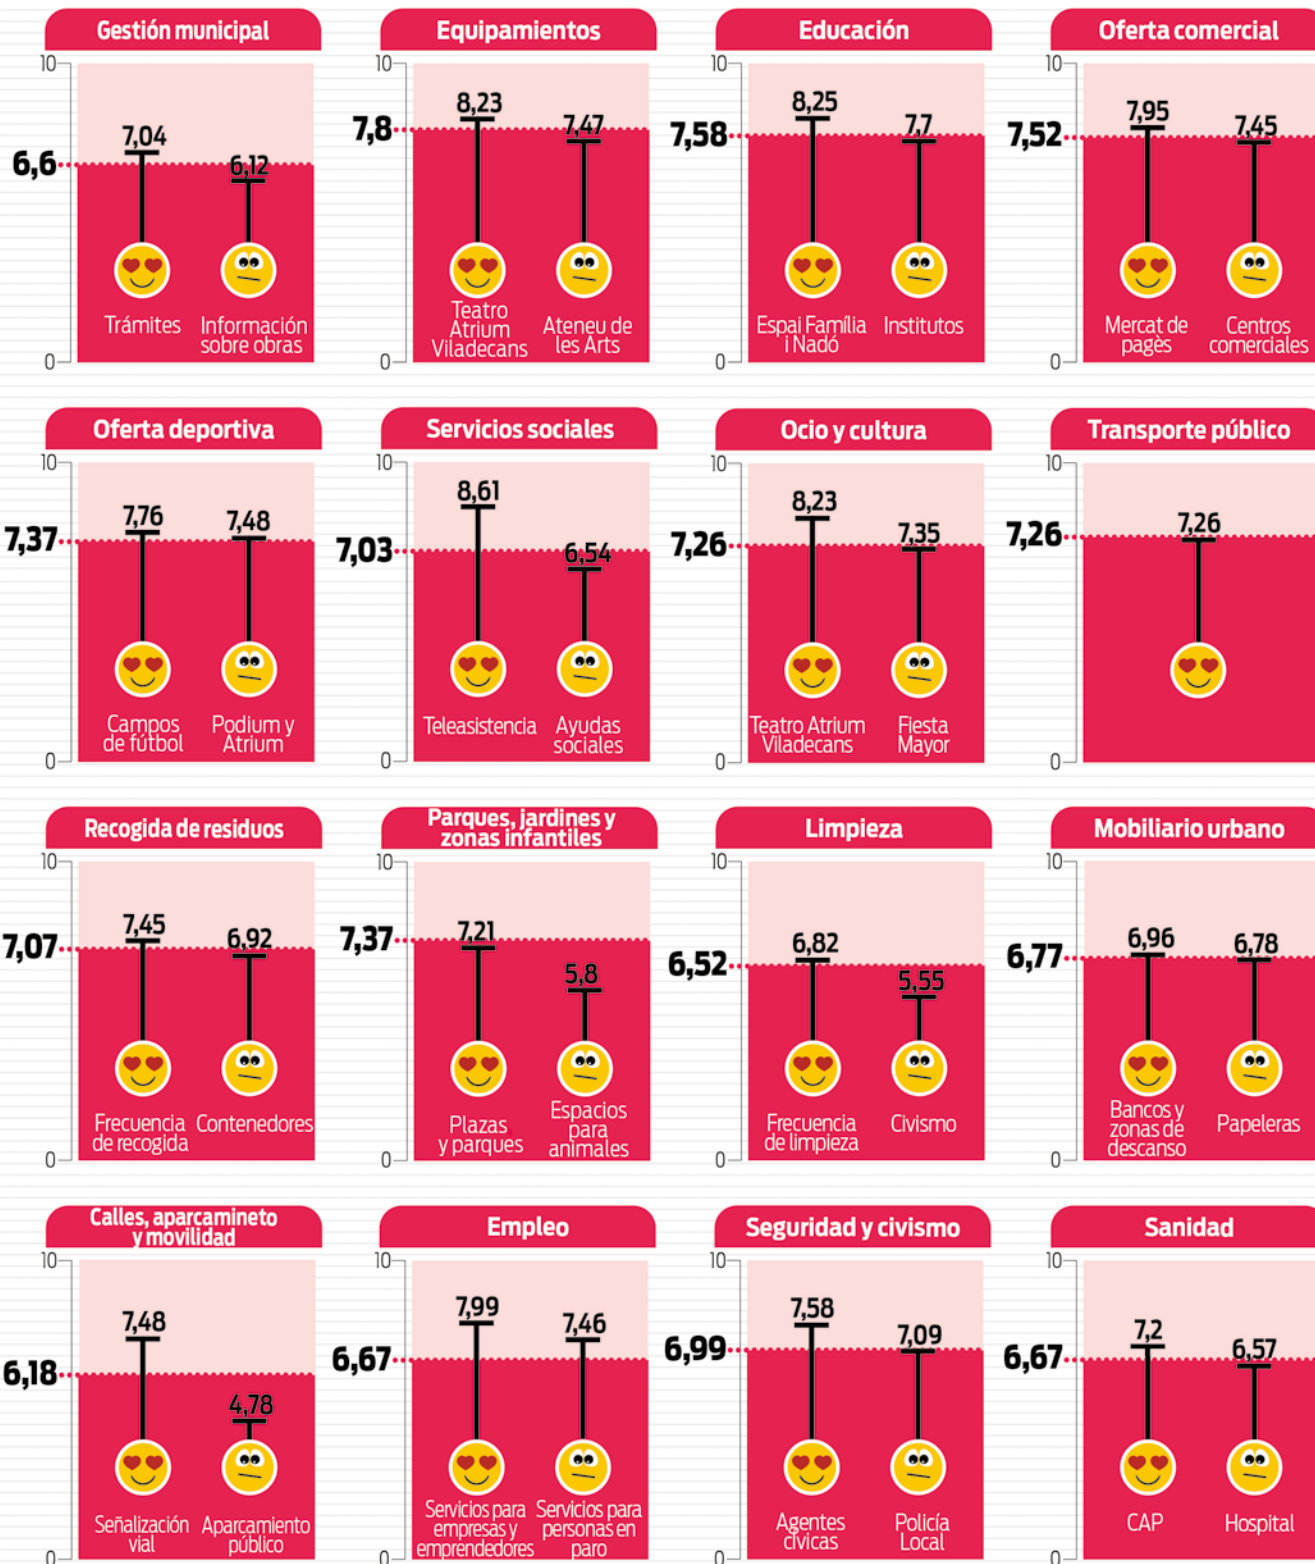 Gestión municipal
10
7,04
6,6
6,12
Trámites
Información
sobre obras
0
Equipamientos
10
8,23
7,8
7,47
Teatro
Atrium
Viladecans
Ateneu de
les Arts
0
Educación
10
8,25
7,58
7,7
Espai Família
i Nadó
Institutos
0
Oferta comercial
10
7,95
7,52
7,45
Mercat de
pagès
Centros
comerciales
0
Oferta deportiva
10
7,76
7,48
7,37
Campos
de fútbol
Podium y
Atrium
0
Servicios sociales
10
8,61
7,03
6,54
Teleasistencia
Ayudas
sociales
0
Ocio y cultura
10
8,23
7,35
7,26
Teatro Atrium
Viladecans
Fiesta
Mayor
0
Transporte público
10
7,26
7,26
0
Recogida de residuos
10
7,45
7,07
6,92
Frecuencia
de recogida
Contenedores
0
Parques, jardines y
zonas infantiles
10
7,37
7,21
5,8
Plazas
y parques
Espacios
para
animales
0
Limpieza
10
6,82
6,52
5,55
Frecuencia
de limpieza
Civismo
0
Mobiliario urbano
10
6,96
6,78
6,77
Bancos y
zonas de
descanso
Papeleras
0
Calles, aparcamineto
y movilidad
10
7,48
6,18
4,78
Señalización
vial
Aparcamiento
público
0
Empleo
10
7,99
7,46
6,67
Servicios para
empresas y
emprendedores
Servicios para
personas en
paro
0
Seguridad y civismo
10
7,58
7,09
6,99
Agentes
cívicas
Policía
Local
0
Sanidad
10
7,2
6,67
6,57
CAP
Hospital
0